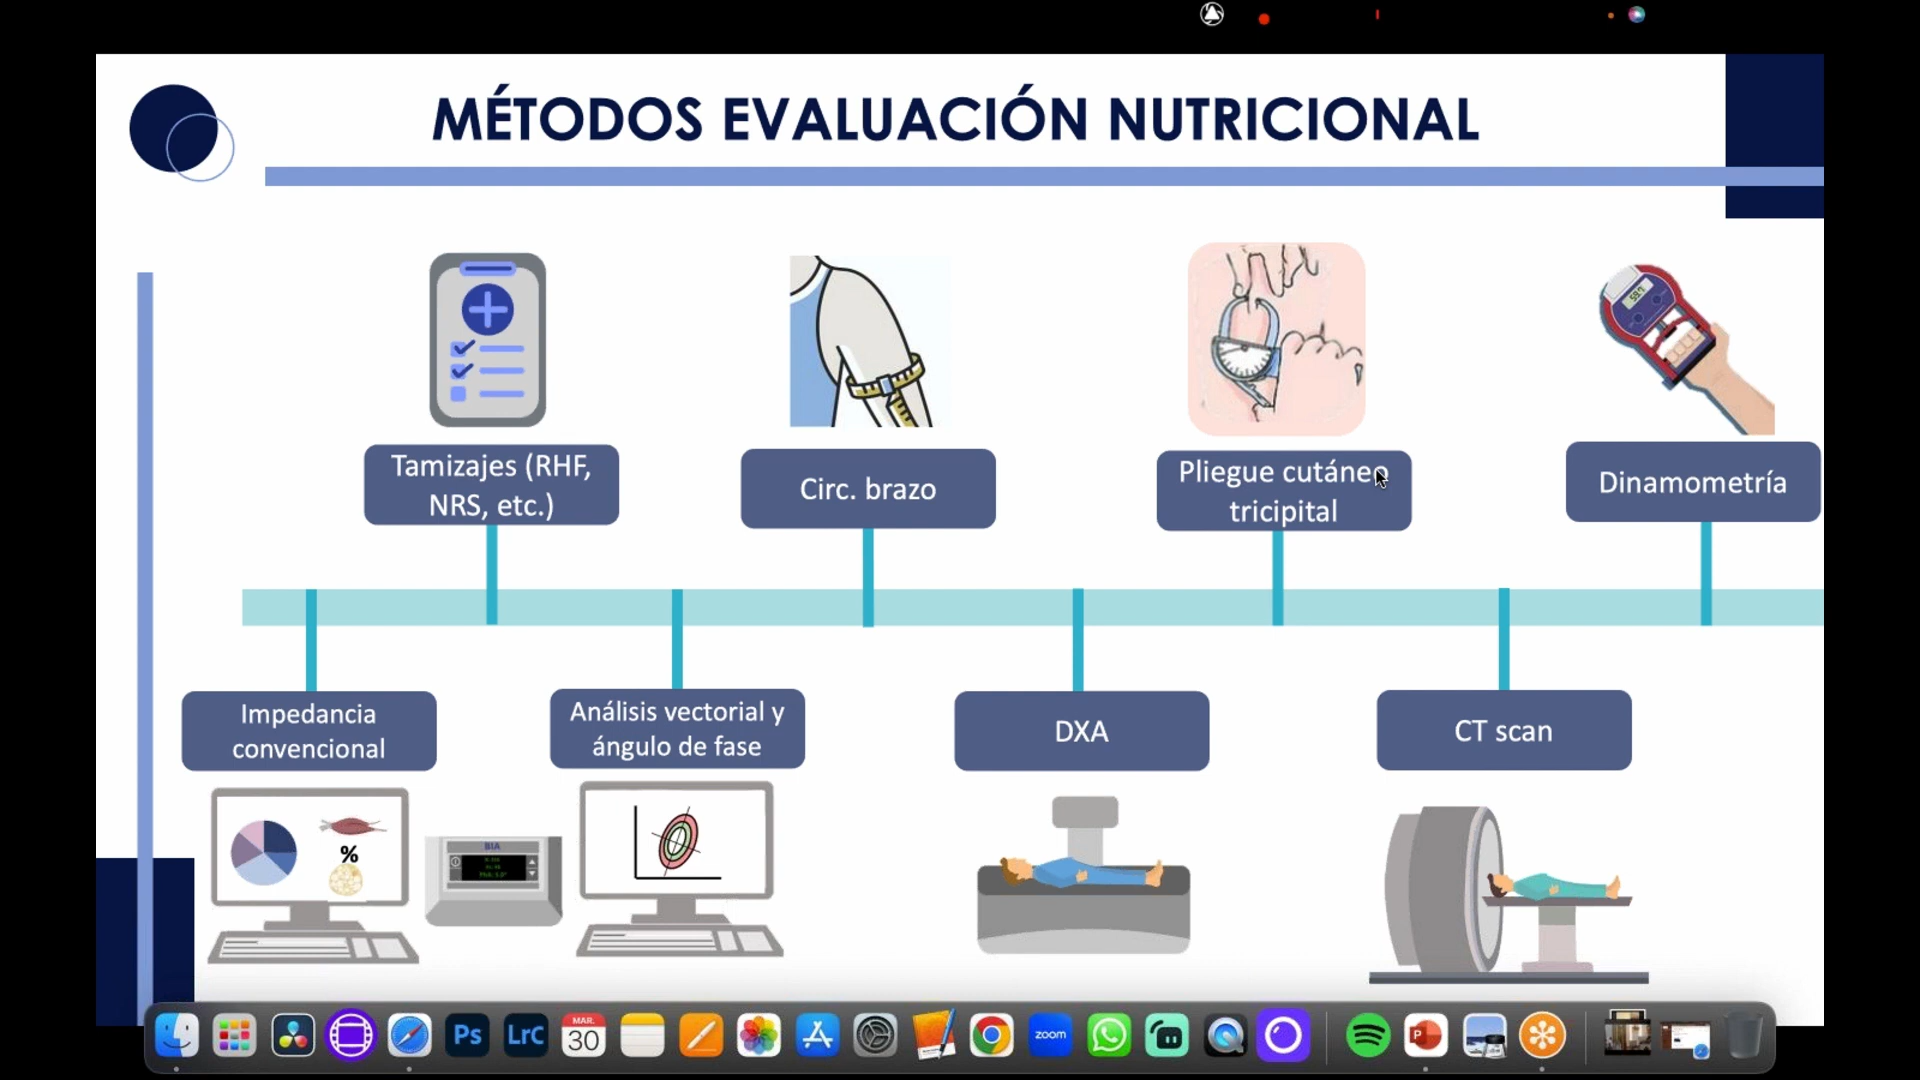 MÉTODOS EVALUACIÓN NUTRICIONAL
Tamizajes (RHF,
NRS, etc.)
Circ. brazo
Pliegue cutáneo
tricipital
Dinamometría
Impedancia
convencional
Análisis vectorial y
ángulo de fase
DXA
CT scan
%
BIA
Ps
LrC
MAR.
30
zoom
P